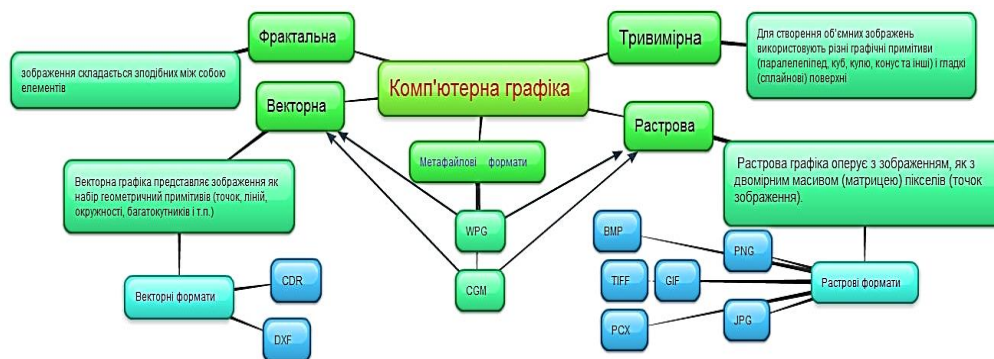 Фрактальна
зображення складається зподібних між собою
елементів
Комп'ютерна графіка
Тривимірна
Для створення об'ємних зображень
використовують різні графічні примітиви
(паралелепіпед, куб, кулю, конус та інші) і гладкі
(сплайнові) поверхні
Векторна
Векторна графіка представляє зображення як
набір геометричний примітивів (точок, ліній,
окружності, багатокутників і т.п.)
Векторні формати
CDR
DXF
Метафайлові формати
WPG
CGM
Растрова
Растрова графіка оперує з зображенням, як з
двомірним масивом (матрицею) пікселів (точок
зображення).
BMP
PNG
TIFF
GIF
Растрові формати
PCX
JPG